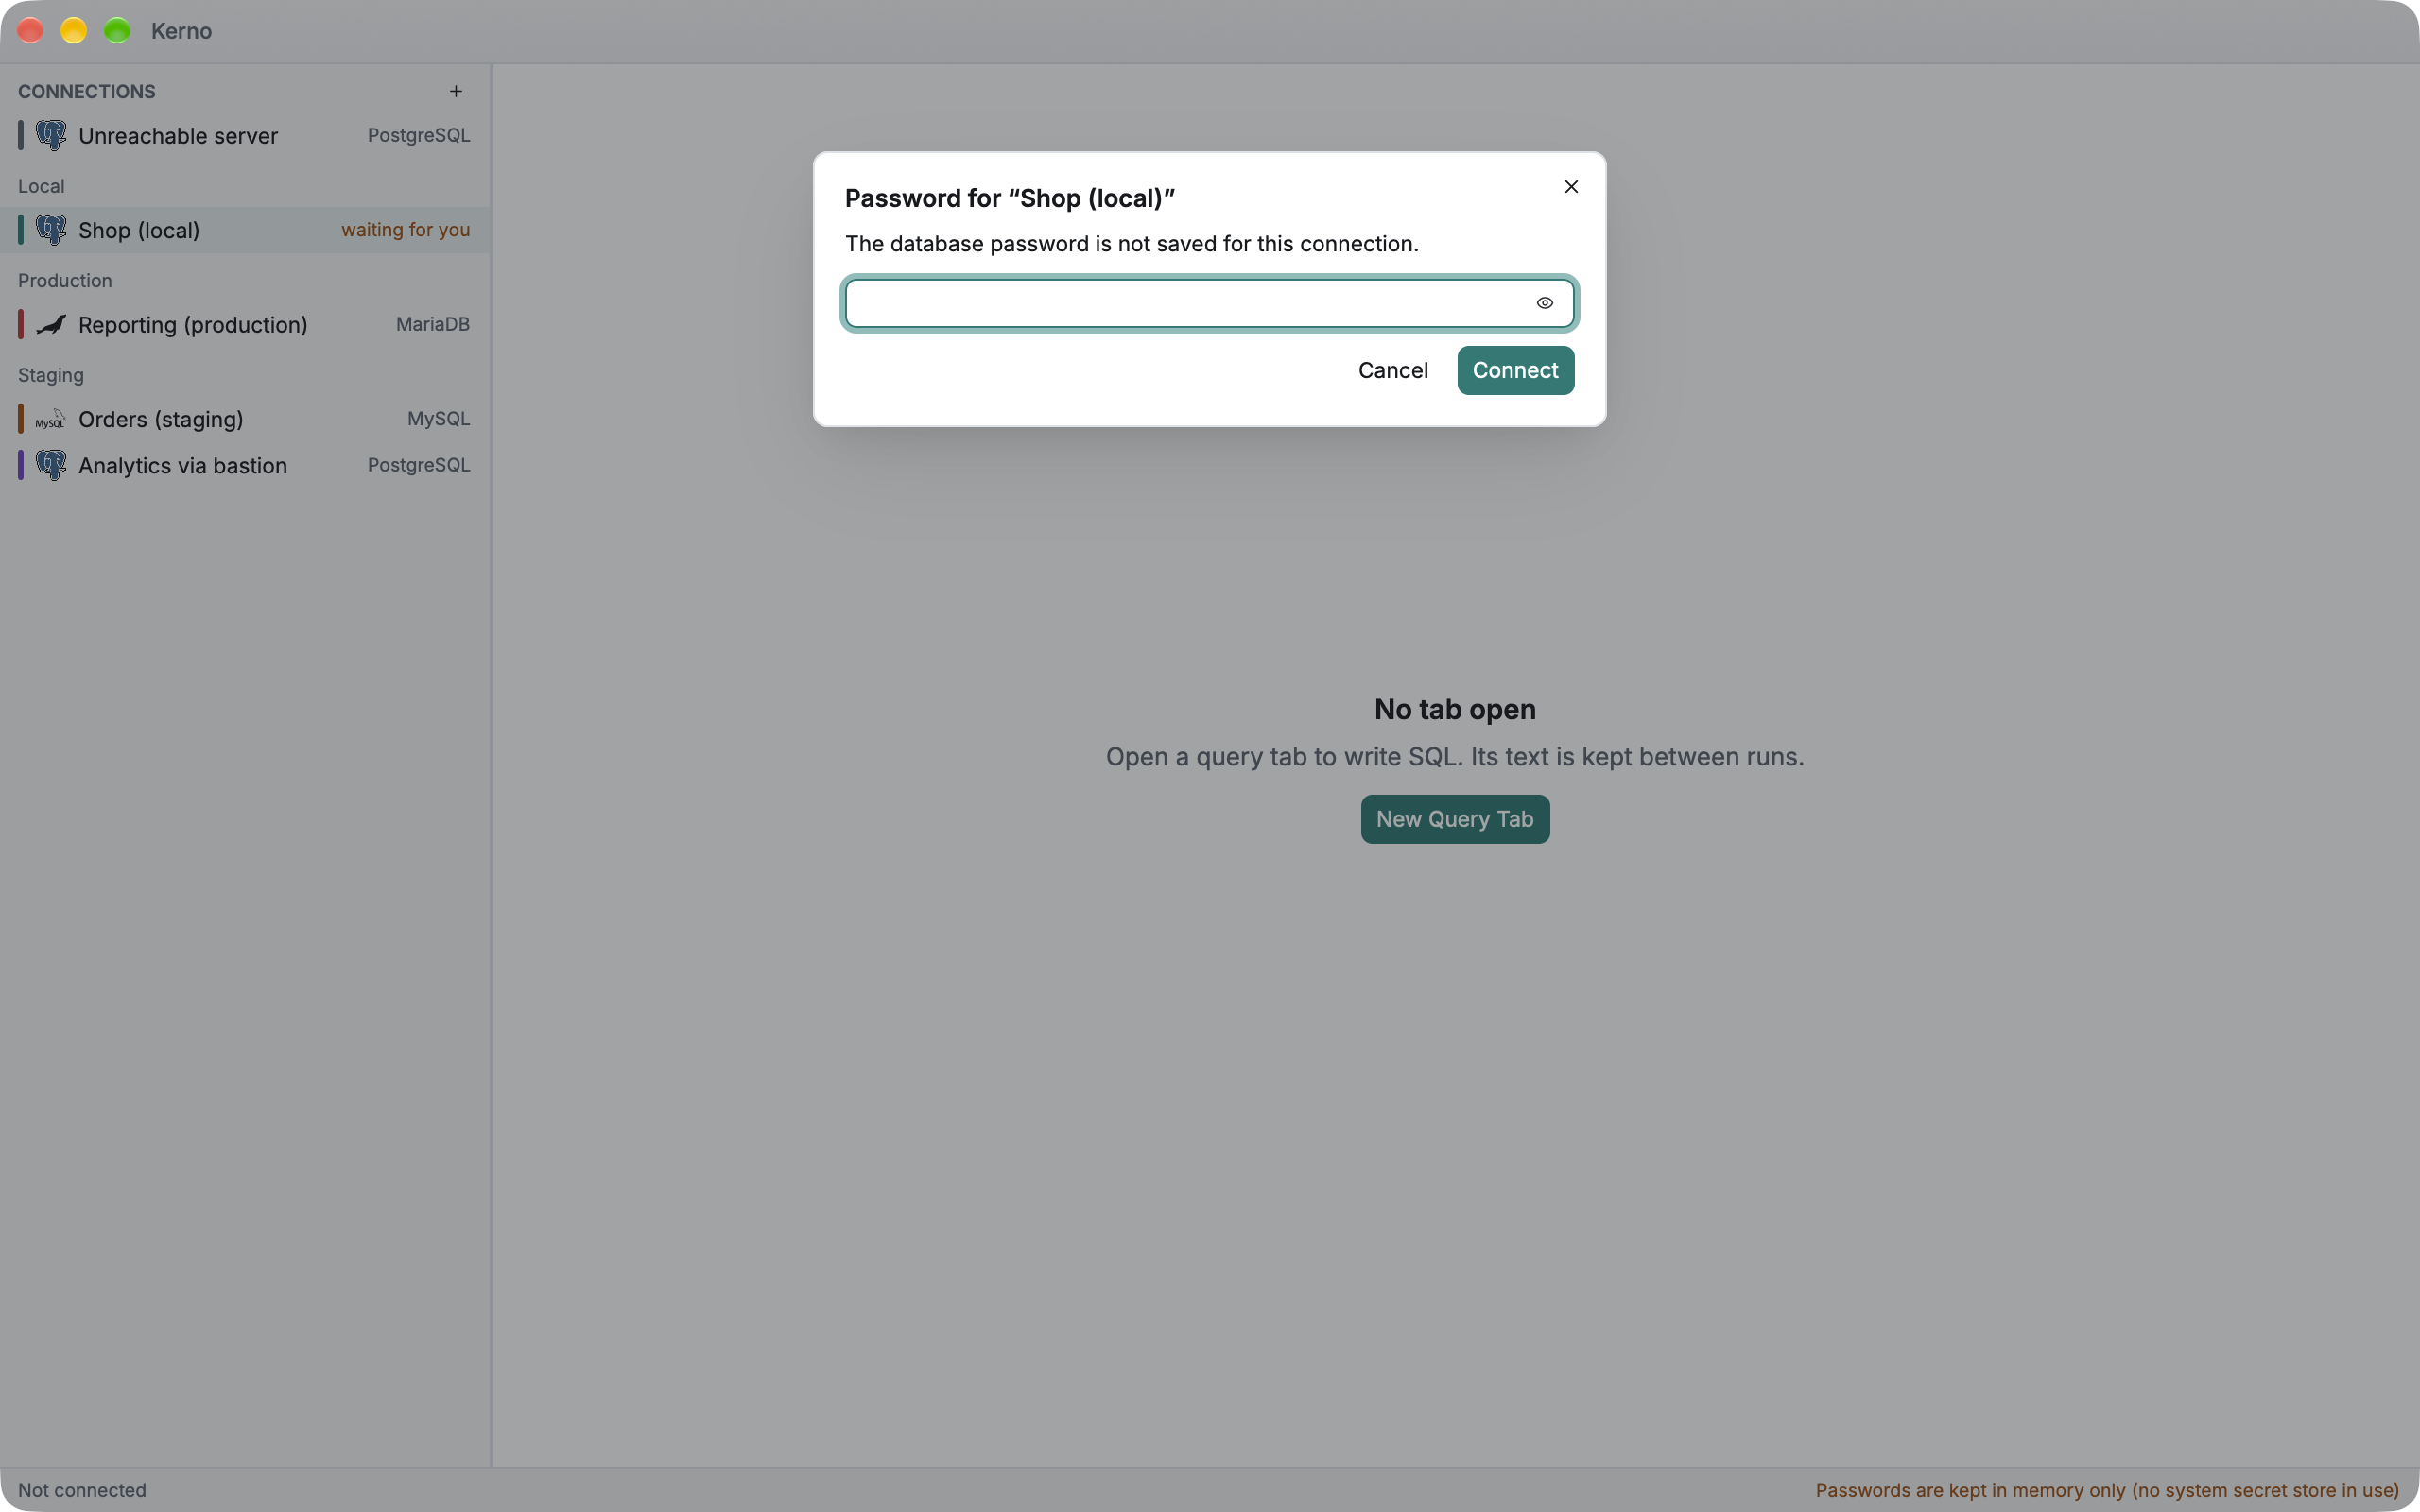 Kerno
CONNECTIONS
Unreachable server PostgreSQL
Local
Shop (local) waiting for you
Production
Reporting (production) MariaDB
Staging
MySQL Orders (staging) MySQL
Analytics via bastion PostgreSQL
Password for “Shop (local)”
The database password is not saved for this connection.
Cancel Connect
No tab open
Open a query tab to write SQL. Its text is kept between runs.
New Query Tab
Not connected
Passwords are kept in memory only (no system secret store in use)